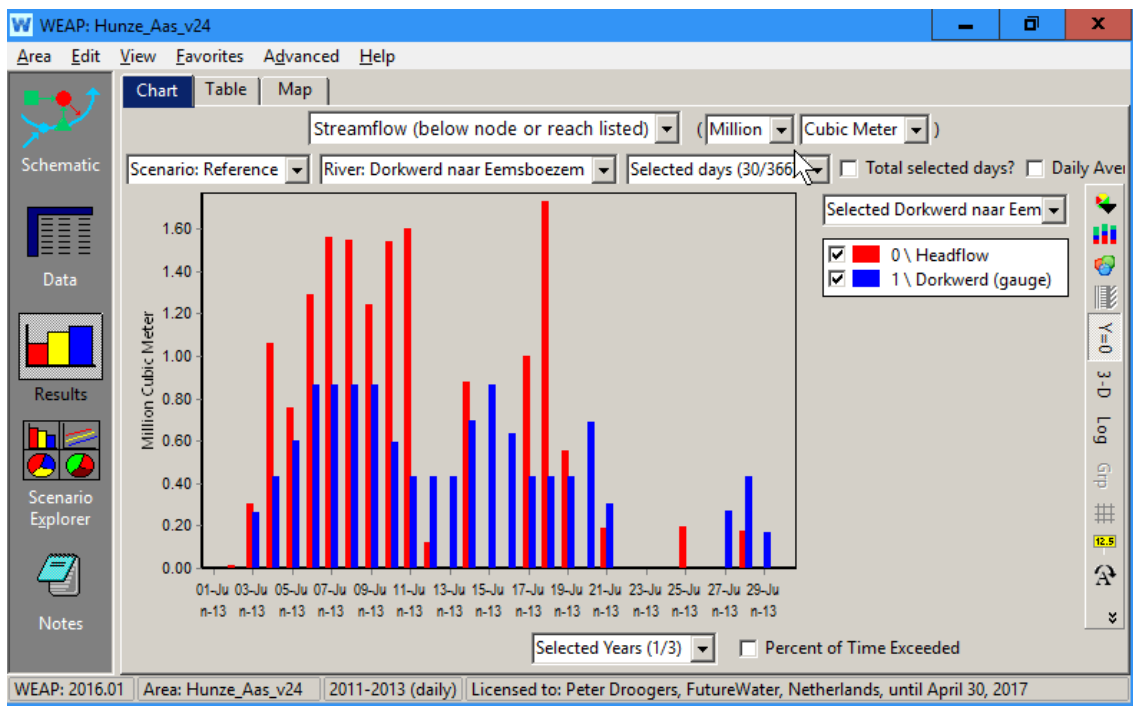 W WEAP: Hunze_Aas_v24
Area Edit View Favorites Advanced Help
Chart Table Map
Streamflow (below node or reach listed) ( Million Cubic Meter )
Scenario: Reference River: Dorkwerd naar Eemsboezem Selected days (30/366 Total selected days? Daily Aver
Selected Dorkwerd naar Eem
0 \ Headflow
1 \ Dorkwerd (gauge)
Schematic
Data
Results
Scenario
Explorer
Notes
Million Cubic Meter
1.60
1.40
1.20
1.00
0.80
0.60
0.40
0.20
0.00
01-Ju 03-Ju 05-Ju 07-Ju 09-Ju 11-Ju 13-Ju 15-Ju 17-Ju 19-Ju 21-Ju 23-Ju 25-Ju 27-Ju 29-Ju
n-13 n-13 n-13 n-13 n-13 n-13 n-13 n-13 n-13 n-13 n-13 n-13 n-13 n-13 n-13
Y=0
3-D
Log
Grp
12.5
A
Selected Years (1/3) Percent of Time Exceeded
WEAP: 2016.01 Area: Hunze_Aas_v24 2011-2013 (daily) Licensed to: Peter Droogers, FutureWater, Netherlands, until April 30, 2017